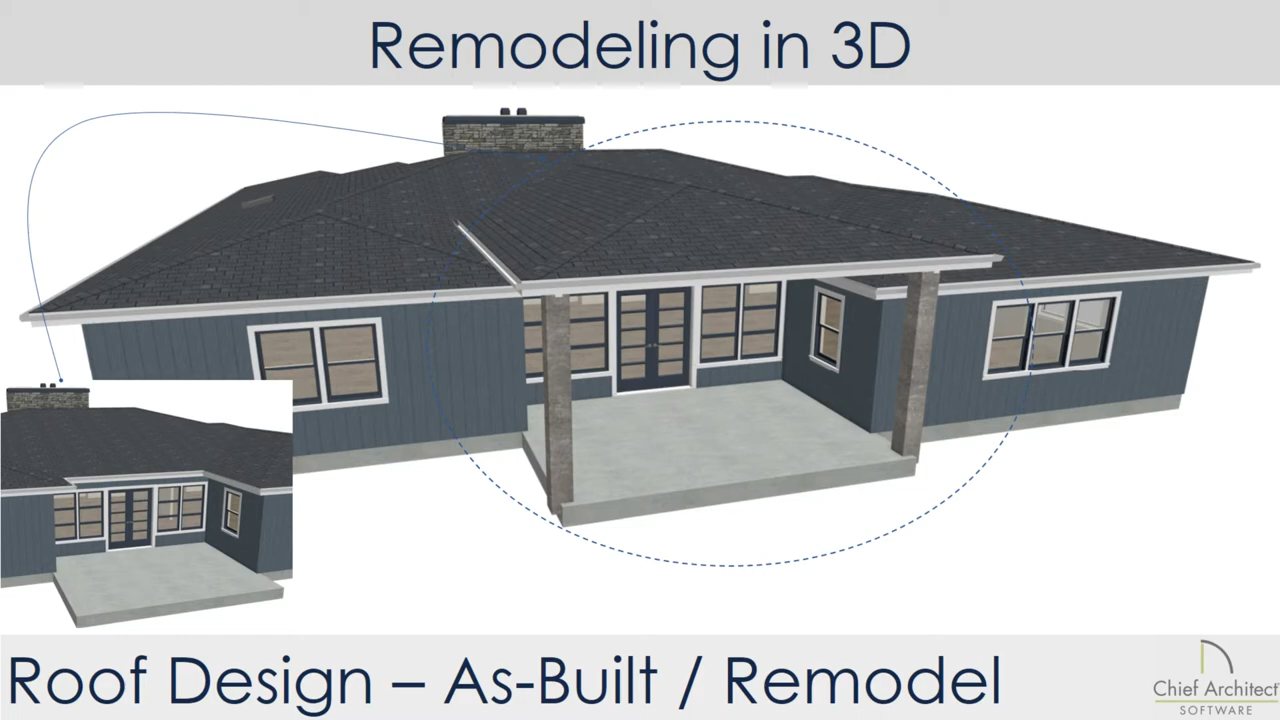 Remodeling in 3D
Roof Design – As-Built / Remodel
Chief Architect
SOFTWARE